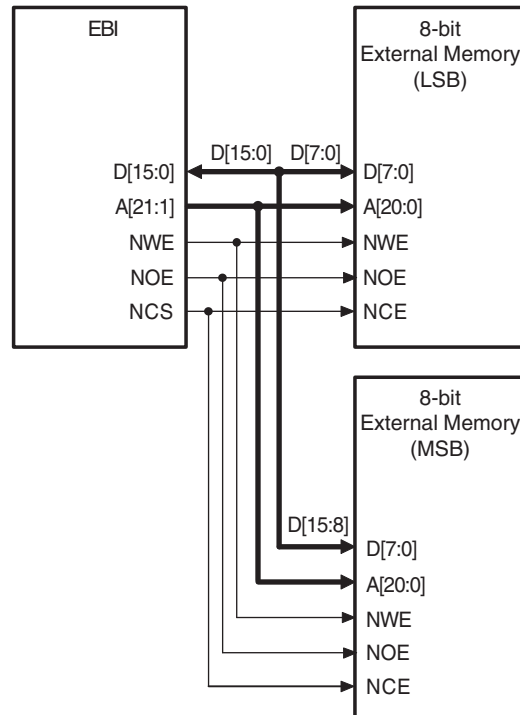 EBI
D[15:0]
A[21:1]
NWE
NOE
NCS
D[15:0]
D[7:0]
8-bit
External Memory
(LSB)
D[7:0]
A[20:0]
NWE
NOE
NCE
8-bit
External Memory
(MSB)
D[15:8]
D[7:0]
A[20:0]
NWE
NOE
NCE